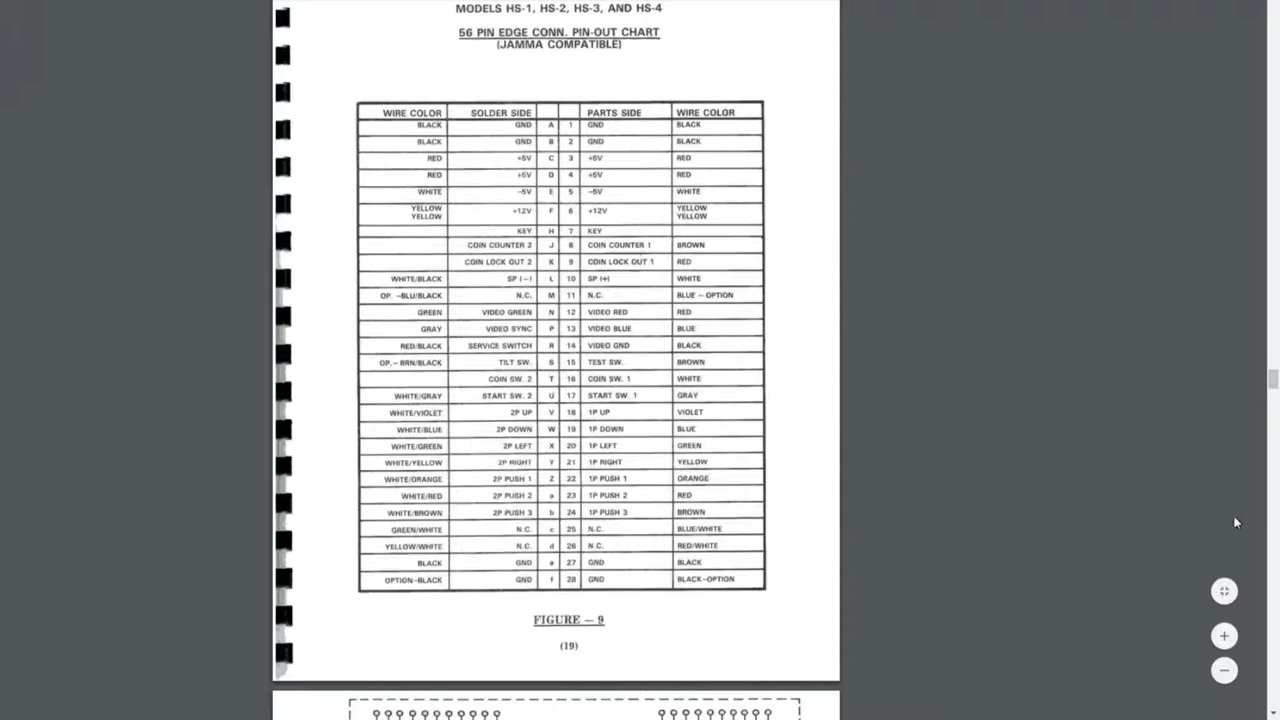 MODELS HS-1, HS-2, HS-3, AND HS-4
56 PIN EDGE CONN. PIN-OUT CHART
(JAMMA COMPATIBLE)
WIRE COLOR SOLDER SIDE PARTS SIDE WIRE COLOR
BLACK GND A 1 GND BLACK
BLACK GND B 2 GND BLACK
RED +5V C 3 +5V RED
RED +5V D 4 +5V RED
WHITE -5V E 5 -5V WHITE
YELLOW YELLOW
YELLOW +12V F 6 +12V YELLOW
KEY H 7 KEY
COIN COUNTER 2 J 8 COIN COUNTER 1 BROWN
COIN LOCK OUT 2 K 9 COIN LOCK OUT 1 RED
WHITE/BLACK SP (-) L 10 SP (+) WHITE
OP. -BLU/BLACK N.C. M 11 N.C. BLUE - OPTION
GREEN VIDEO GREEN N 12 VIDEO RED RED
GRAY VIDEO SYNC P 13 VIDEO BLUE BLUE
RED/BLACK SERVICE SWITCH R 14 VIDEO GND BLACK
OP.- BRN/BLACK TILT SW. S 15 TEST SW. BROWN
COIN SW. 2 T 16 COIN SW. 1 WHITE
WHITE/GRAY START SW. 2 U 17 START SW. 1 GRAY
WHITE/VIOLET 2P UP V 18 1P UP VIOLET
WHITE/BLUE 2P DOWN W 19 1P DOWN BLUE
WHITE/GREEN 2P LEFT X 20 1P LEFT GREEN
WHITE/YELLOW 2P RIGHT Y 21 1P RIGHT YELLOW
WHITE/ORANGE 2P PUSH 1 Z 22 1P PUSH 1 ORANGE
WHITE/RED 2P PUSH 2 a 23 1P PUSH 2 RED
WHITE/BROWN 2P PUSH 3 b 24 1P PUSH 3 BROWN
GREEN/WHITE N.C. c 25 N.C. BLUE/WHITE
YELLOW/WHITE N.C. d 26 N.C. RED/WHITE
BLACK GND e 27 GND BLACK
OPTION-BLACK GND f 28 GND BLACK-OPTION
FIGURE - 9
(19)